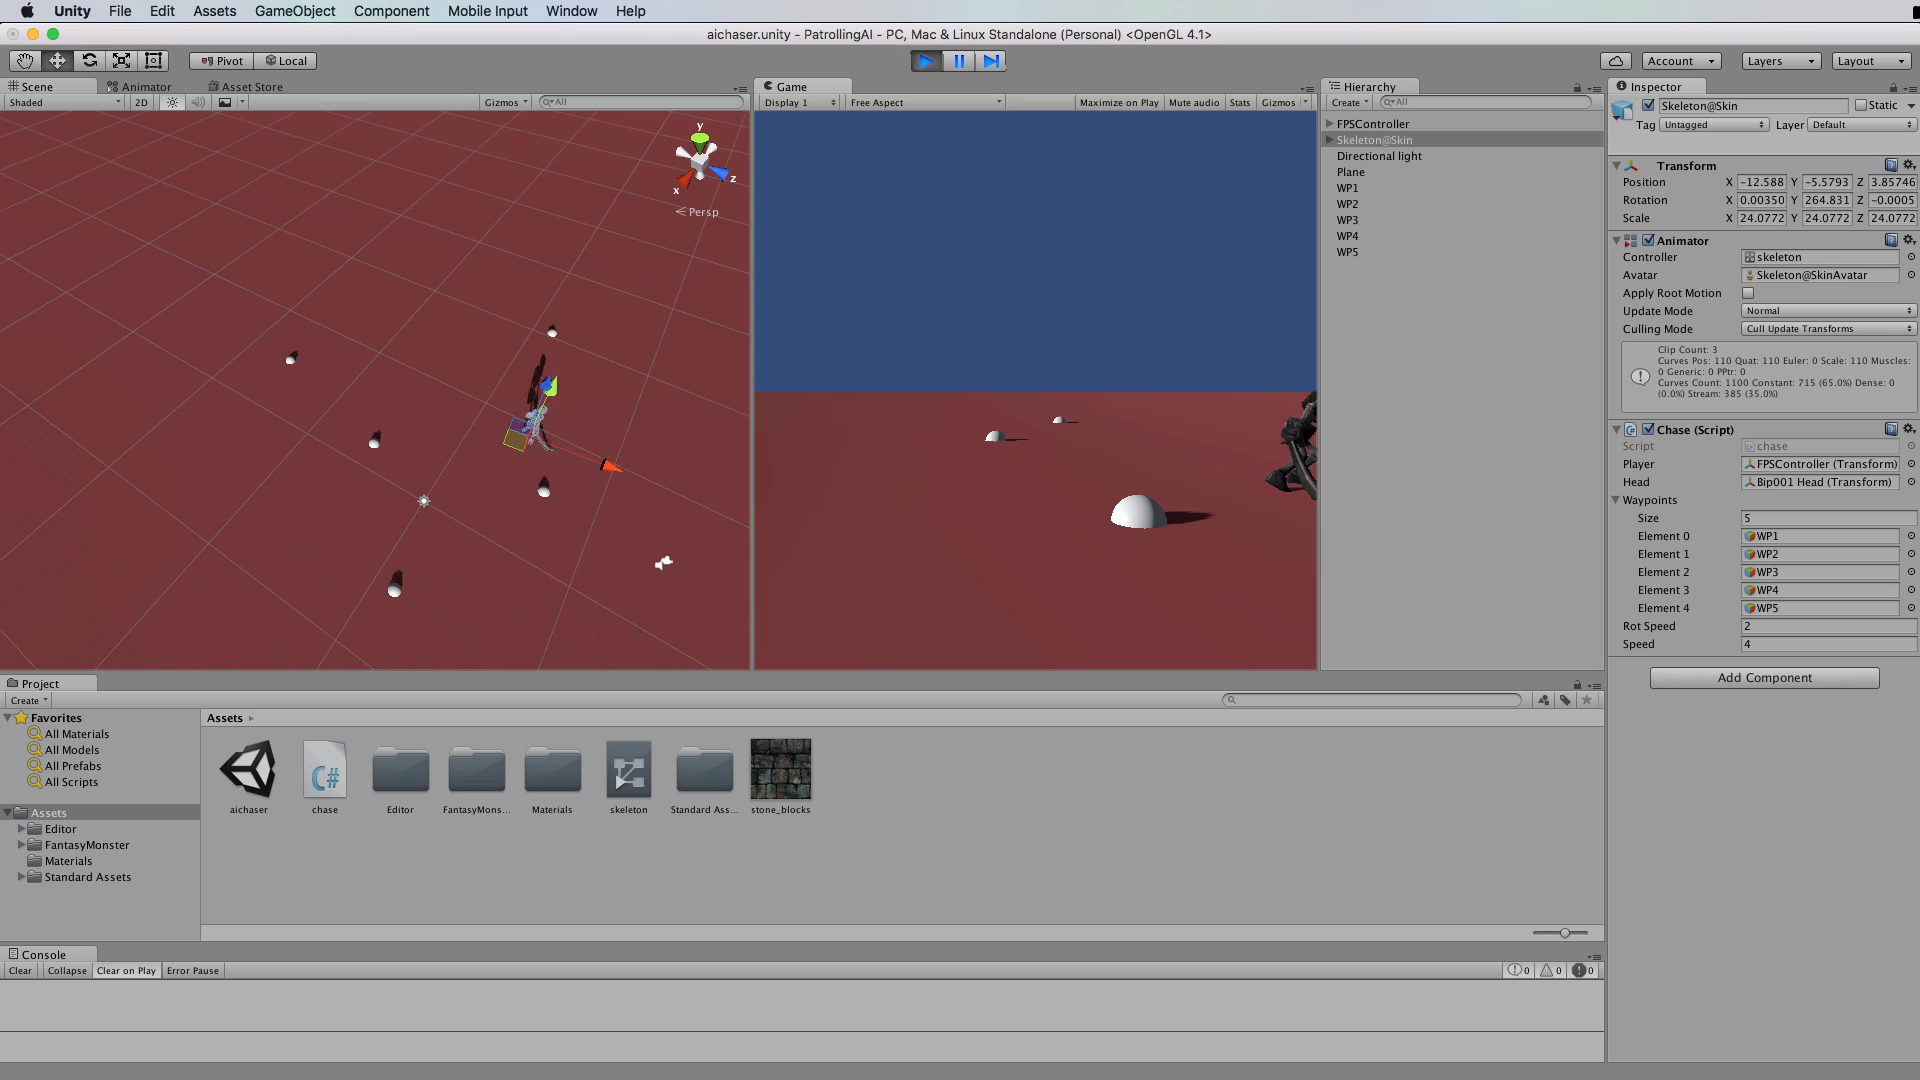 Unity File Edit Assets GameObject Component Mobile Input Window Help
aichaser.unity - PatrollingAI - PC, Mac & Linux Standalone (Personal) <OpenGL 4.1>
Pivot Local Account Layers Layout
Scene Animator Asset Store
Shaded 2D Gizmos All
y
z
x
Persp
Game
Display 1 Free Aspect Maximize on Play Mute audio Stats Gizmos
Hierarchy
Create All
FPSController
Skeleton@Skin
Directional light
Plane
WP1
WP2
WP3
WP4
WP5
Inspector
Skeleton@Skin Static
Tag Untagged Layer Default
Transform
Position X -12.588 Y -5.5793 Z 3.85746
Rotation X 0.00350 Y 264.831 Z -0.0005
Scale X 24.0772 Y 24.0772 Z 24.0772
Animator
Controller skeleton
Avatar Skeleton@SkinAvatar
Apply Root Motion
Update Mode Normal
Culling Mode Cull Update Transforms
Clip Count: 3
Curves Pos: 110 Quat: 110 Euler: 0 Scale: 110 Muscles:
0 Generic: 0 PPtr: 0
Curves Count: 1100 Constant: 715 (65.0%) Dense: 0
(0.0%) Stream: 385 (35.0%)
Chase (Script)
Script chase
Player FPSController (Transform)
Head Bip001 Head (Transform)
Waypoints
Size 5
Element 0 WP1
Element 1 WP2
Element 2 WP3
Element 3 WP4
Element 4 WP5
Rot Speed 2
Speed 4
Add Component
Project
Create
Favorites
All Materials
All Models
All Prefabs
All Scripts
Assets
Editor
FantasyMonster
Materials
Standard Assets
Assets
C#
aichaser chase Editor FantasyMons... Materials skeleton Standard Ass... stone_blocks
Console
Clear Collapse Clear on Play Error Pause 0 0 0